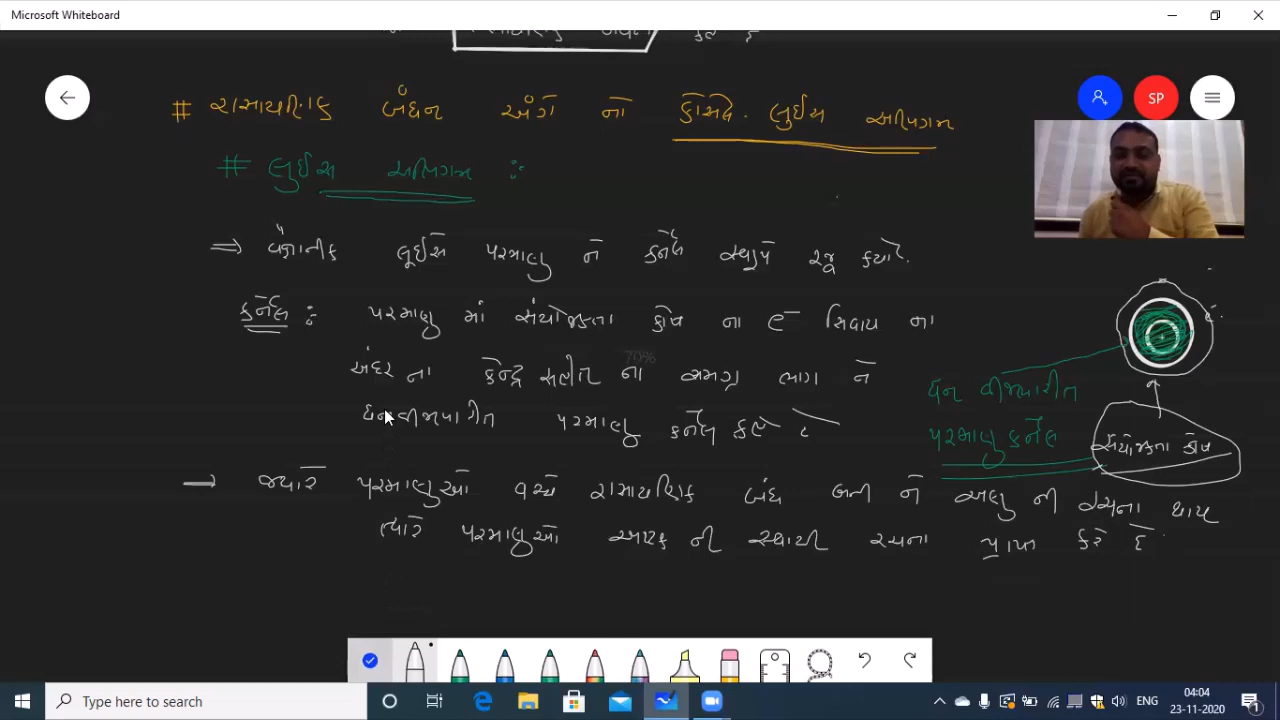 Microsoft Whiteboard
# રાસાયણિક બંધન અંગે નો કોસેલ-લુઈસ અભિગમ
SP
# લુઈસ અભિગમ :
⇒ વૈજ્ઞાનીક લૂઈસે પરમાણુ ને કર્નલ સ્વરૂપે રજૂ કર્યો.
કર્નલ : પરમાણુ માં સંયોજકતા કોષ ના e⁻ સિવાય ના
અંદર ના કેન્દ્ર સહીત ના સમગ્ર ભાગ ને
ધનવીજભારીત પરમાણુ કર્નલ કહે છે
70%
e⁻
ધન વીજભારીત
પરમાણુ કર્નલ
સંયોજકતા કોષ
→ જ્યારે પરમાણુઓ વચ્ચે રાસાયણિક બંધ બની ને અણુ ની રચના થાય
ત્યારે પરમાણુઓ અષ્ટક ની સ્થાયી રચના પ્રાપ્ત કરે છે.
Type here to search
ENG
04:04
23-11-2020
1